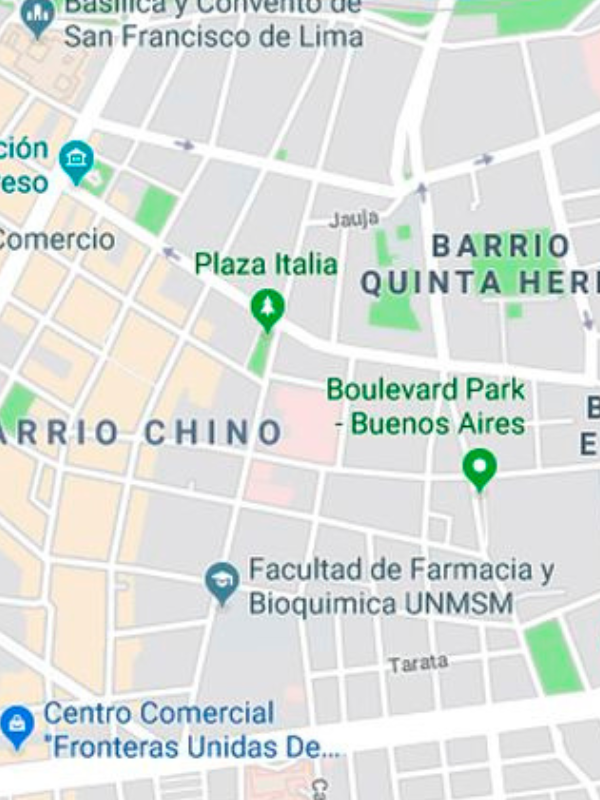 Basílica y Convento de
San Francisco de Lima
ción
reso
Comercio
Jauja
Plaza Italia
BARRIO
QUINTA HER
Boulevard Park
- Buenos Aires
B
E
ARRIO CHINO
Facultad de Farmacia y
Bioquimica UNMSM
Tarata
Centro Comercial
"Fronteras Unidas De...
Ca